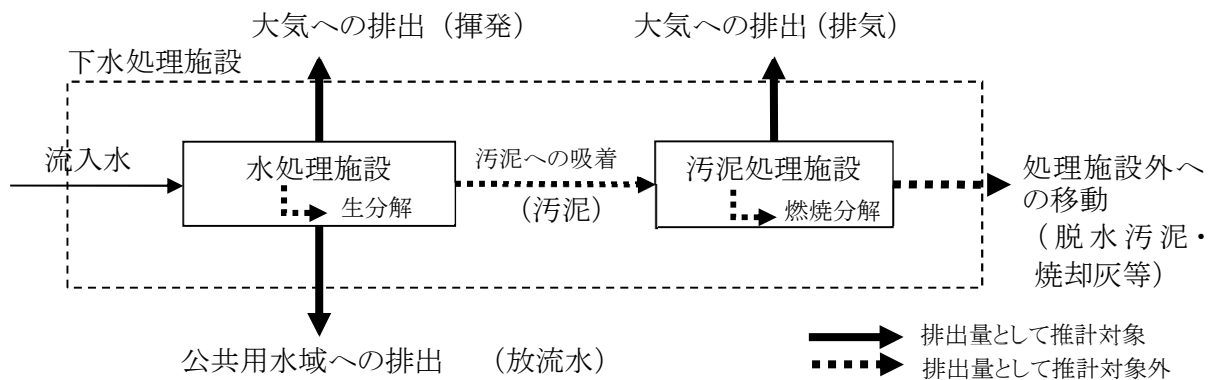 大気への排出（揮発）
大気への排出（排気）
下水処理施設
流入水
水処理施設
生分解
汚泥への吸着
（汚泥）
汚泥処理施設
燃焼分解
処理施設外へ
の移動
（脱水汚泥・
焼却灰等）
公共用水域への排出　（放流水）
排出量として推計対象
排出量として推計対象外